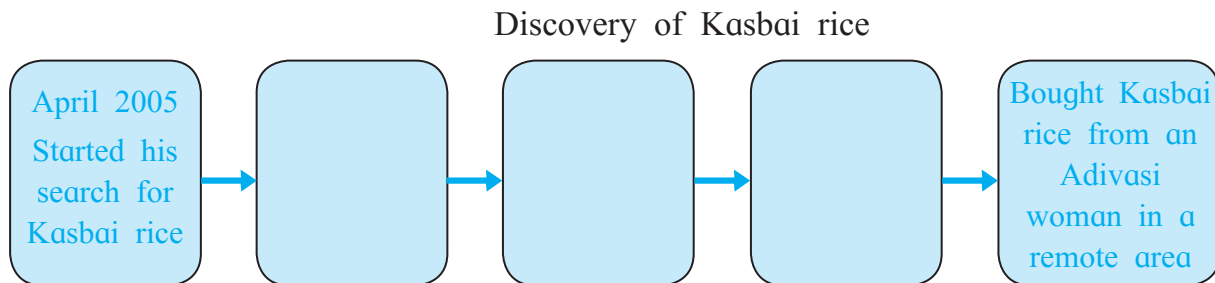 Discovery of Kasbai rice
April 2005
Started his
search for
Kasbai rice
Bought Kasbai
rice from an
Adivasi
woman in a
remote area